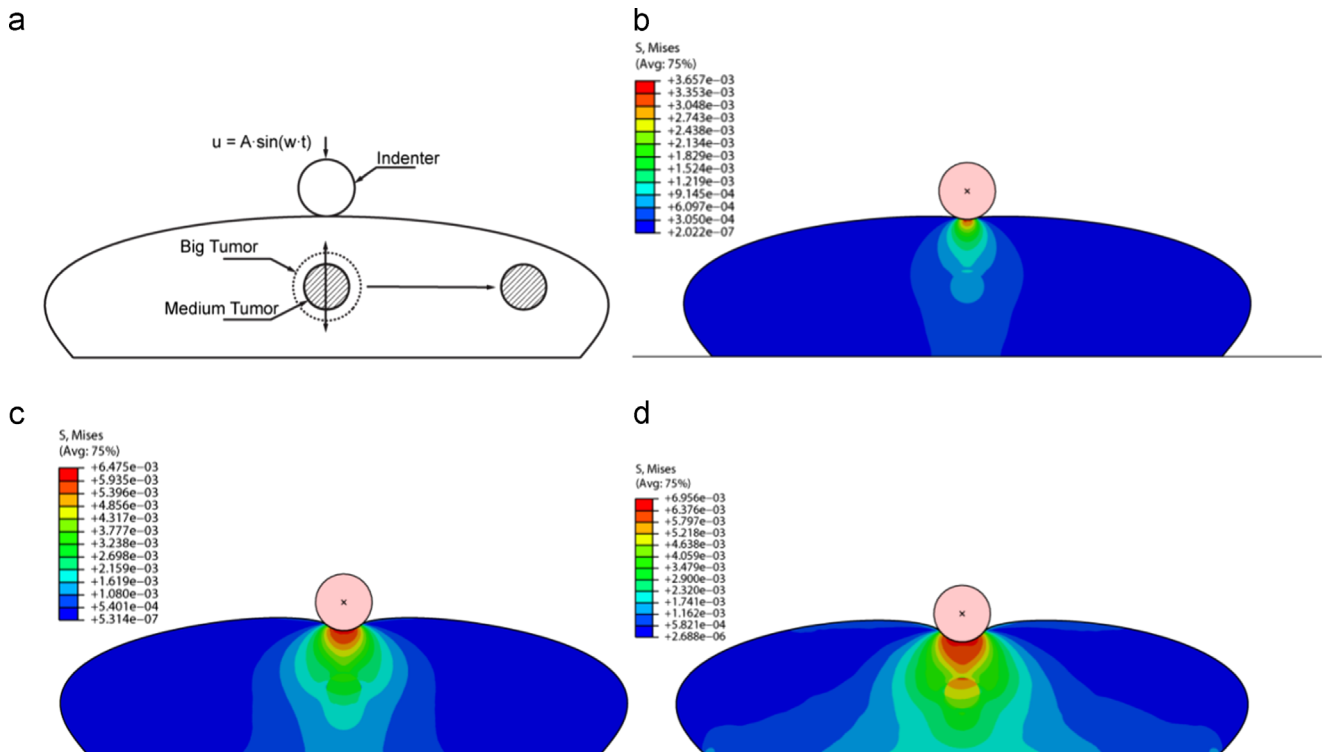 a
u = A·sin(w·t)
Indenter
Big Tumor
Medium Tumor
b
S, Mises
(Avg: 75%)
+3.657e−03
+3.353e−03
+3.048e−03
+2.743e−03
+2.438e−03
+2.134e−03
+1.829e−03
+1.524e−03
+1.219e−03
+9.145e−04
+6.097e−04
+3.050e−04
+2.022e−07
c
S, Mises
(Avg: 75%)
+6.475e−03
+5.935e−03
+5.396e−03
+4.856e−03
+4.317e−03
+3.777e−03
+3.238e−03
+2.698e−03
+2.159e−03
+1.619e−03
+1.080e−03
+5.401e−04
+5.314e−07
d
S, Mises
(Avg: 75%)
+6.956e−03
+6.376e−03
+5.797e−03
+5.218e−03
+4.638e−03
+4.059e−03
+3.479e−03
+2.900e−03
+2.320e−03
+1.741e−03
+1.162e−03
+5.821e−04
+2.688e−06